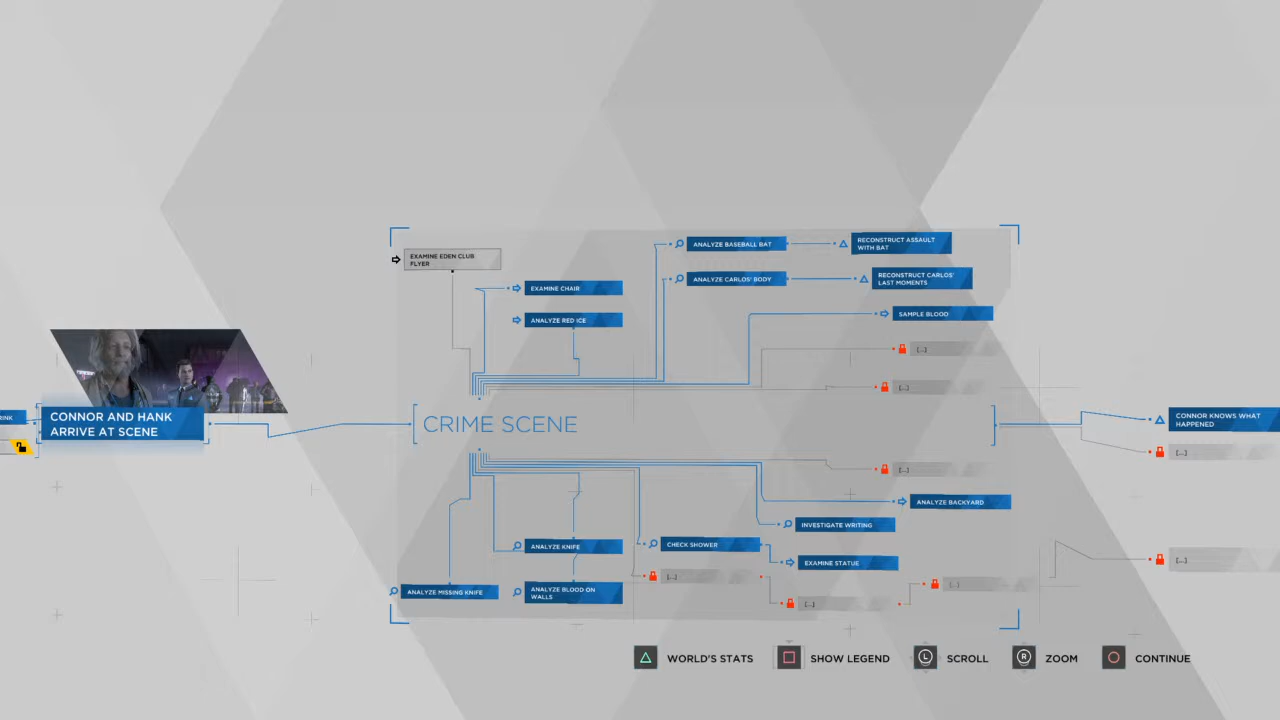 EXAMINE EDEN CLUB
FLYER
ANALYZE BASEBALL BAT
RECONSTRUCT ASSAULT
WITH BAT
EXAMINE CHAIR
ANALYZE CARLOS' BODY
RECONSTRUCT CARLOS'
LAST MOMENTS
ANALYZE RED ICE
SAMPLE BLOOD
[...]
[...]
RINK
CONNOR AND HANK
ARRIVE AT SCENE
CRIME SCENE
CONNOR KNOWS WHAT
HAPPENED
[...]
[...]
ANALYZE BACKYARD
INVESTIGATE WRITING
ANALYZE KNIFE
CHECK SHOWER
EXAMINE STATUE
[...]
[...]
[...]
ANALYZE MISSING KNIFE
ANALYZE BLOOD ON
WALLS
[...]
L
R
WORLD'S STATS
SHOW LEGEND
SCROLL
ZOOM
CONTINUE